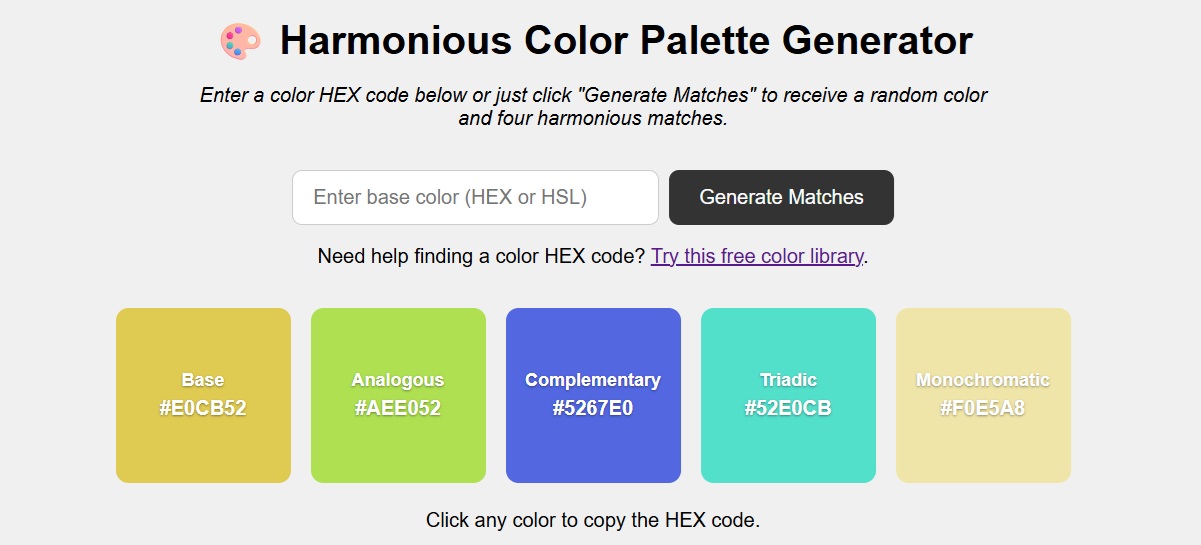 Harmonious Color Palette Generator
Enter a color HEX code below or just click "Generate Matches" to receive a random color
and four harmonious matches.
Enter base color (HEX or HSL)
Generate Matches
Need help finding a color HEX code? Try this free color library.
Base
#E0CB52
Analogous
#AEE052
Complementary
#5267E0
Triadic
#52E0CB
Monochromatic
#F0E5A8
Click any color to copy the HEX code.